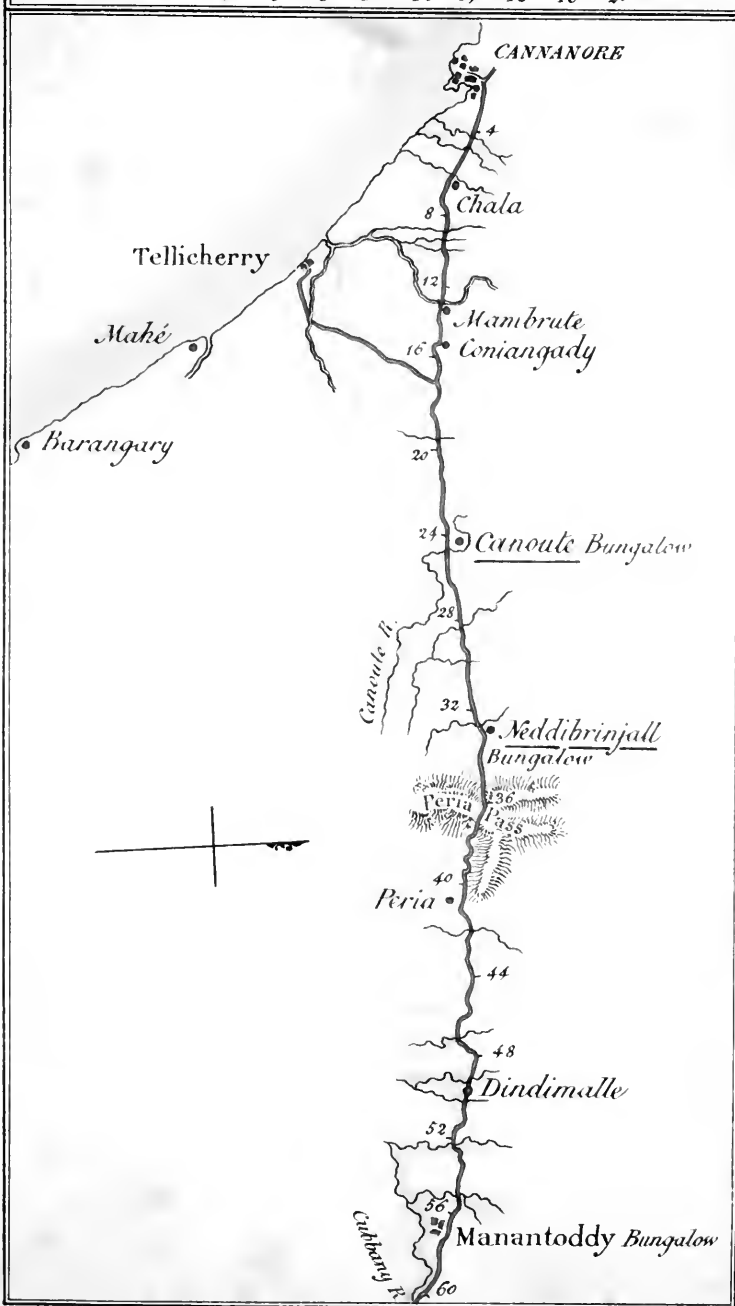 CANNANORE
4
Chala
8
Tellicherry
12
Mambrute
Mahé
Coniangady
16
Barangary
20
24
Canoute Bungalow
28
Canoute R.
32
Neddibrinjall
Bungalow
136
Peria Pass
40
Peria
44
48
Dindimalle
52
56
Manantoddy Bungalow
Cubbany R
60